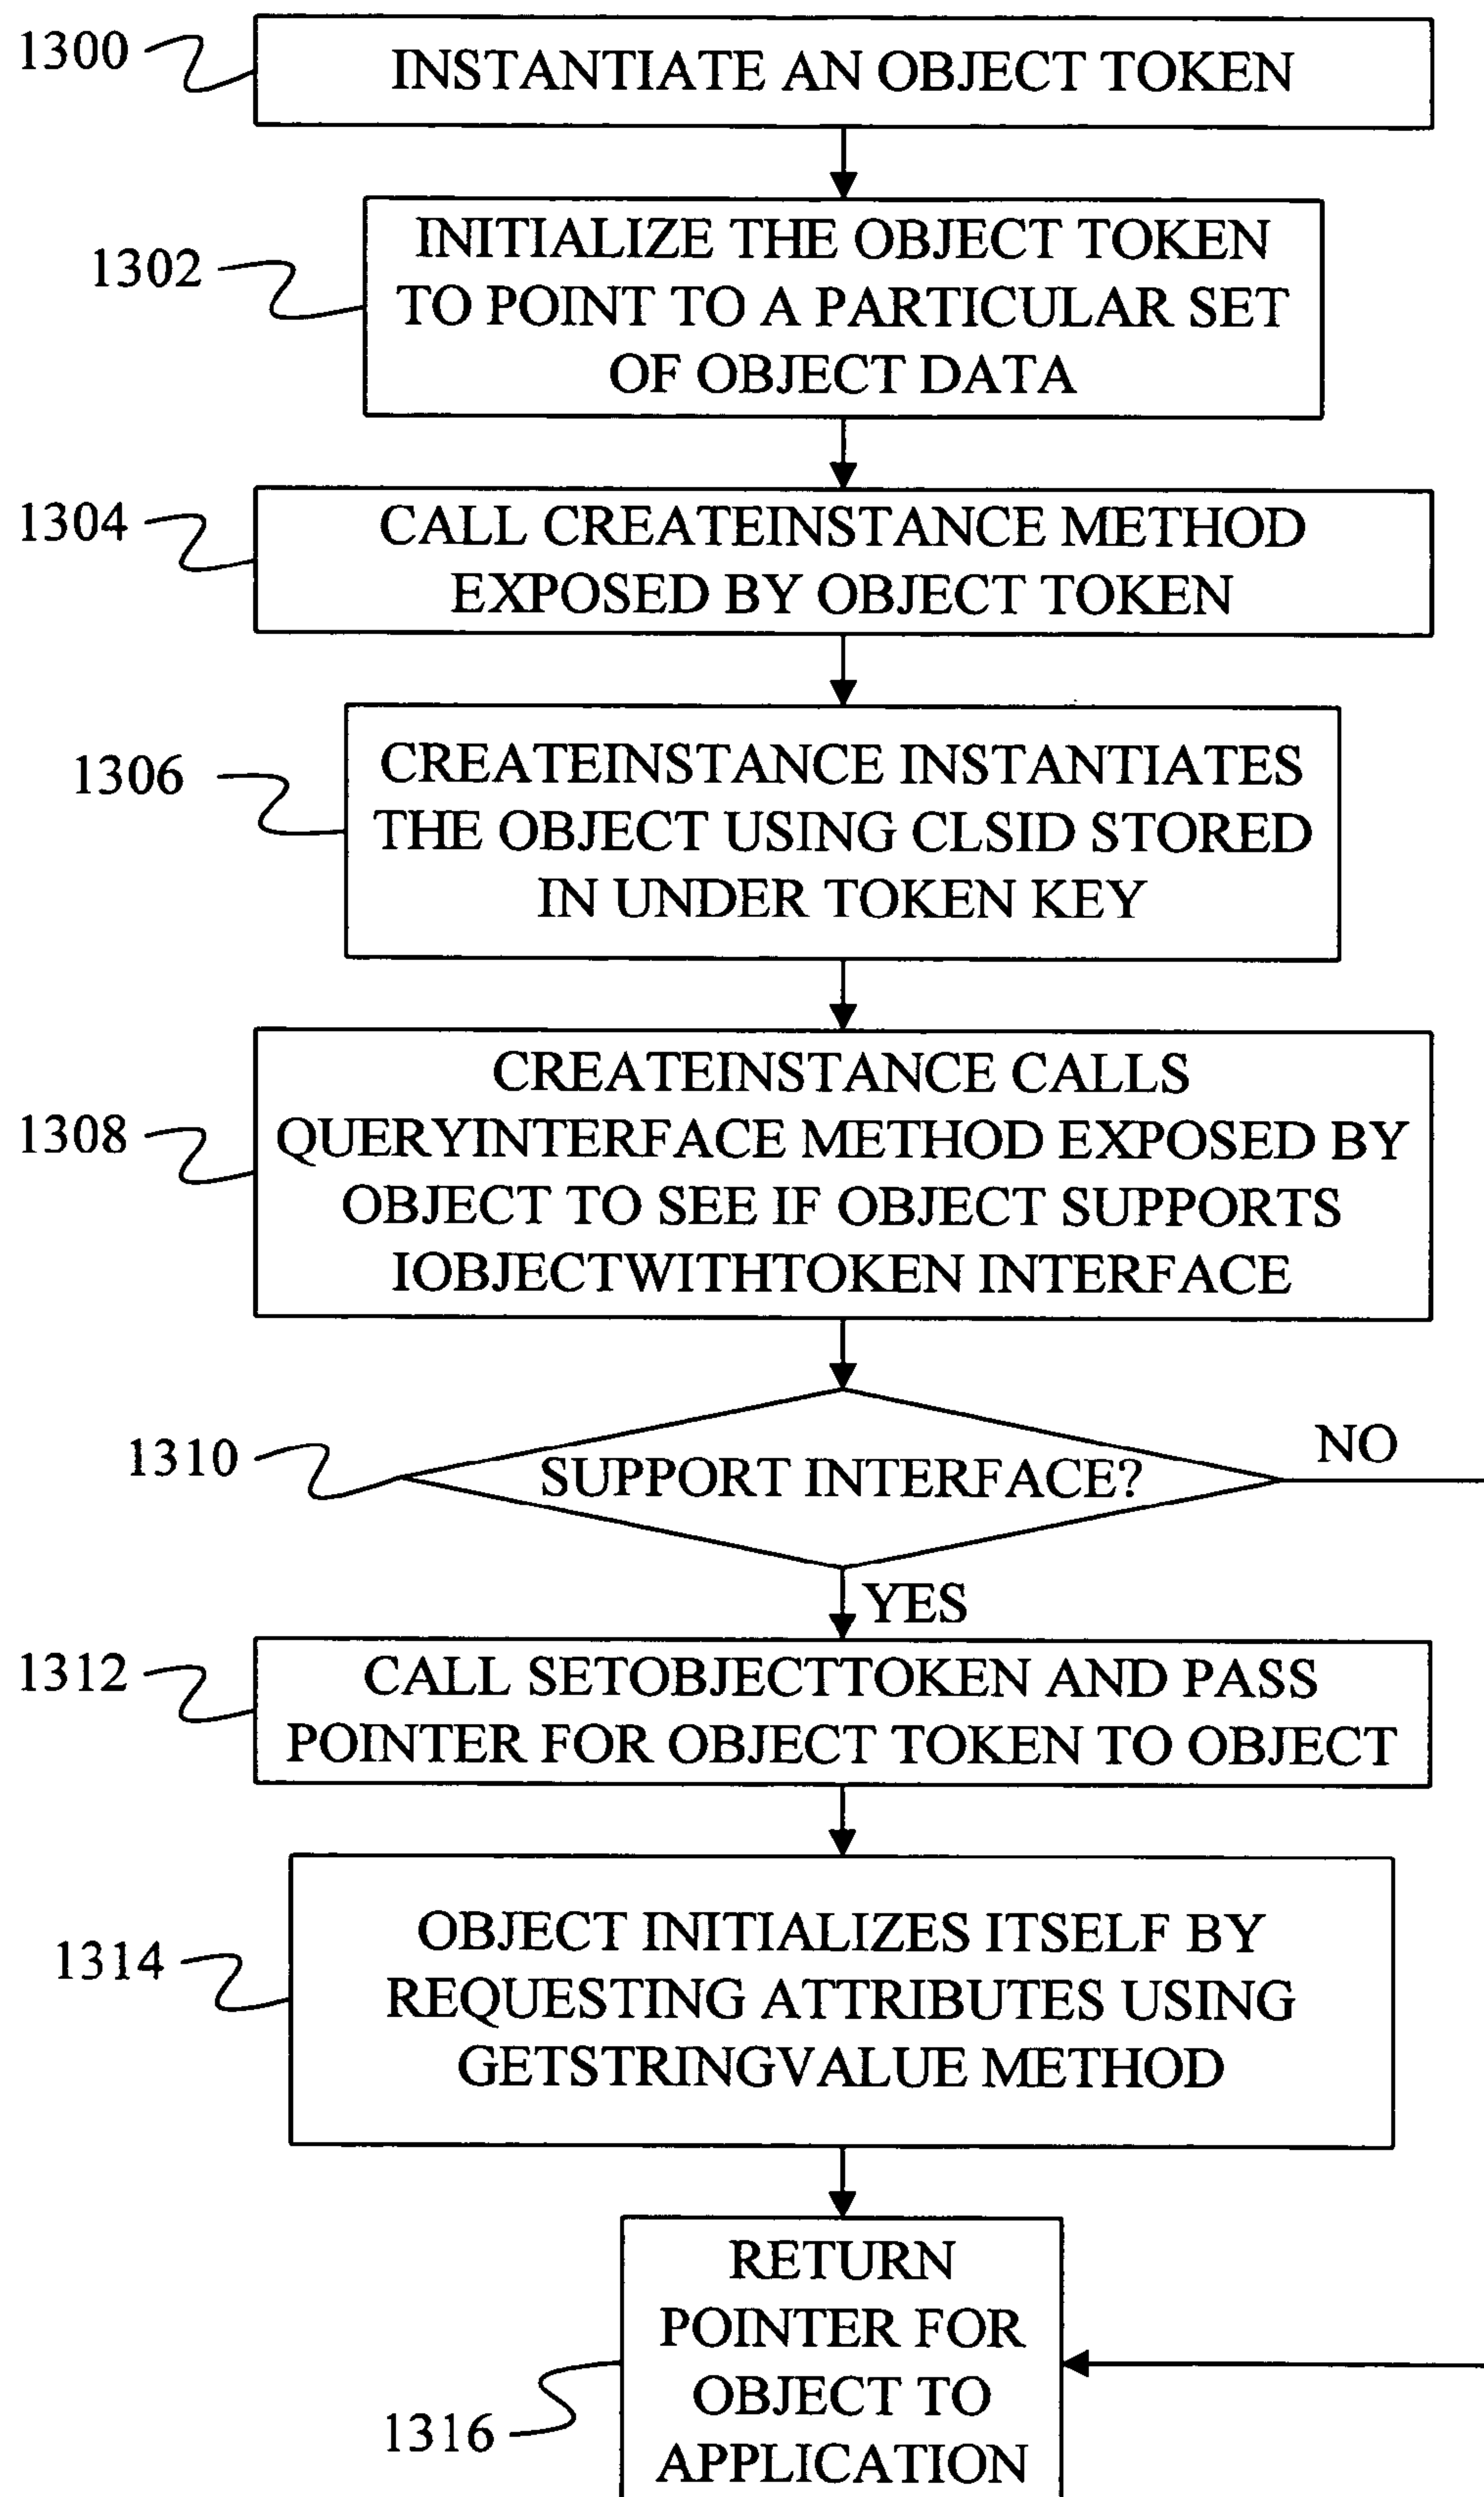 1300
INSTANTIATE AN OBJECT TOKEN
1302
INITIALIZE THE OBJECT TOKEN
TO POINT TO A PARTICULAR SET
OF OBJECT DATA
1304
CALL CREATEINSTANCE METHOD
EXPOSED BY OBJECT TOKEN
1306
CREATEINSTANCE INSTANTIATES
THE OBJECT USING CLSID STORED
IN UNDER TOKEN KEY
1308
CREATEINSTANCE CALLS
QUERYINTERFACE METHOD EXPOSED BY
OBJECT TO SEE IF OBJECT SUPPORTS
IOBJECTWITHTOKEN INTERFACE
1310
SUPPORT INTERFACE?
NO
YES
1312
CALL SETOBJECTTOKEN AND PASS
POINTER FOR OBJECT TOKEN TO OBJECT
1314
OBJECT INITIALIZES ITSELF BY
REQUESTING ATTRIBUTES USING
GETSTRINGVALUE METHOD
1316
RETURN
POINTER FOR
OBJECT TO
APPLICATION